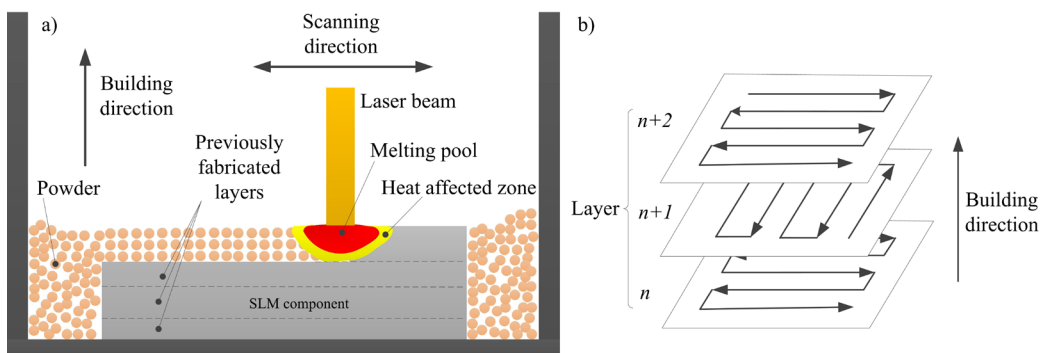 a)
Scanning
direction
Building
direction
Laser beam
Previously
fabricated
layers
Melting pool
Powder
Heat affected zone
SLM component
b)
n+2
Layer
n+1
Building
direction
n